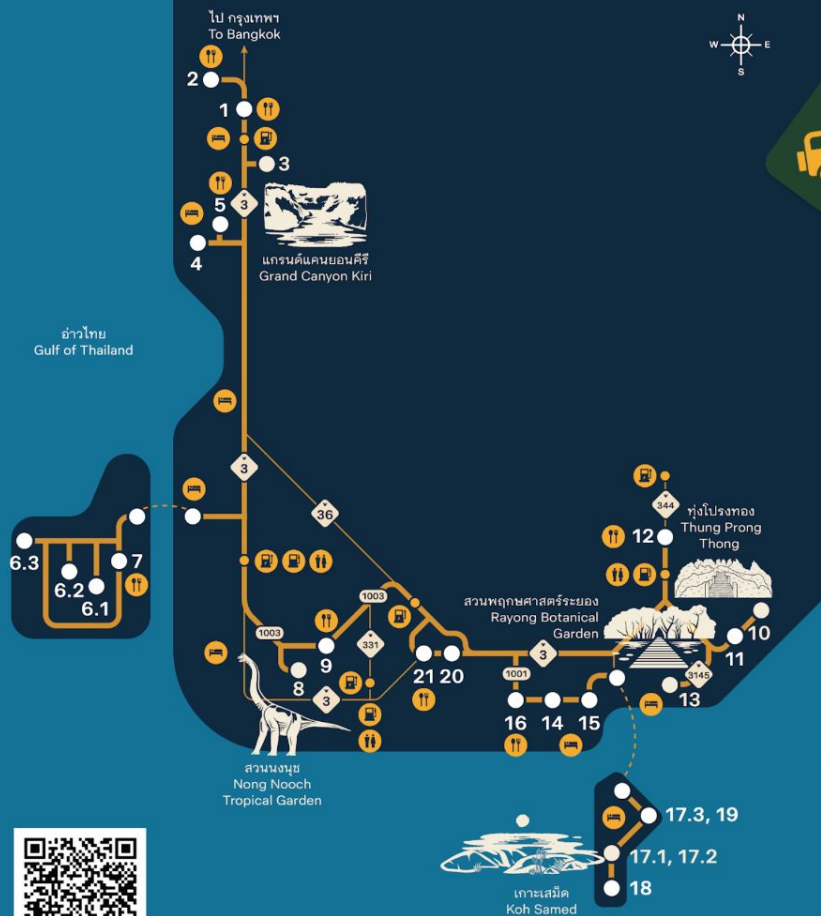 ไป กรุงเทพฯ
To Bangkok
N
W E
S
2
1
3
5
3
4
แกรนด์แคนยอนคีรี
Grand Canyon Kiri
อ่าวไทย
Gulf of Thailand
3
36
344
ทุ่งโปรงทอง
Thung Prong
Thong
12
6.3
7
6.2
6.1
1003
1003
สวนพฤกษศาสตร์ระยอง
Rayong Botanical
Garden
10
11
9
331
8
21 20
3
1001
3145
13
3
16 14 15
สวนนงนุช
Nong Nooch
Tropical Garden
17.3, 19
17.1, 17.2
18
เกาะเสม็ด
Koh Samed